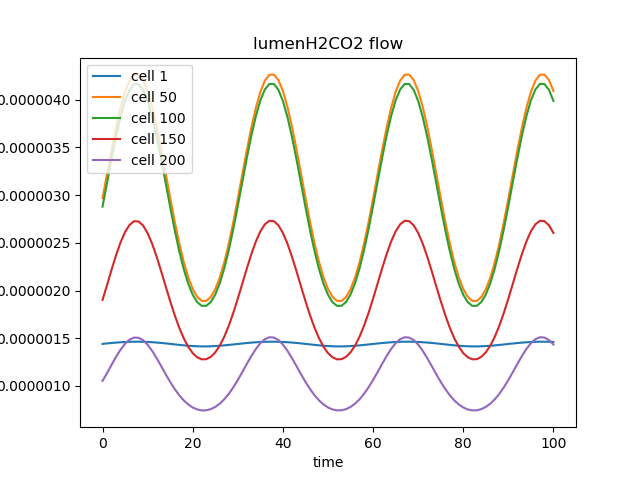 lumenH2CO2 flow
cell 1
cell 50
cell 100
cell 150
cell 200
0.0000040
0.0000035
0.0000030
0.0000025
0.0000020
0.0000015
0.0000010
0 20 40 60 80 100
time